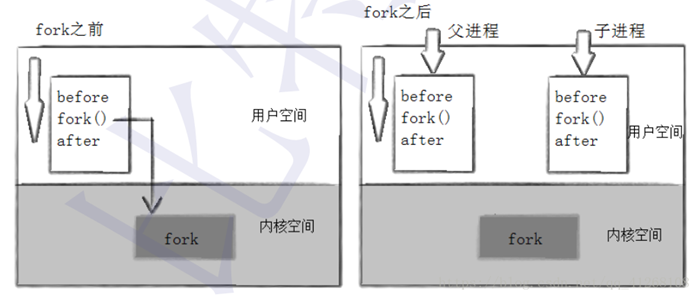 fork之前
before
fork()
after
用户空间
fork
内核空间
fork之后
父进程
子进程
before
fork()
after
before
fork()
after
用户空间
fork
内核空间